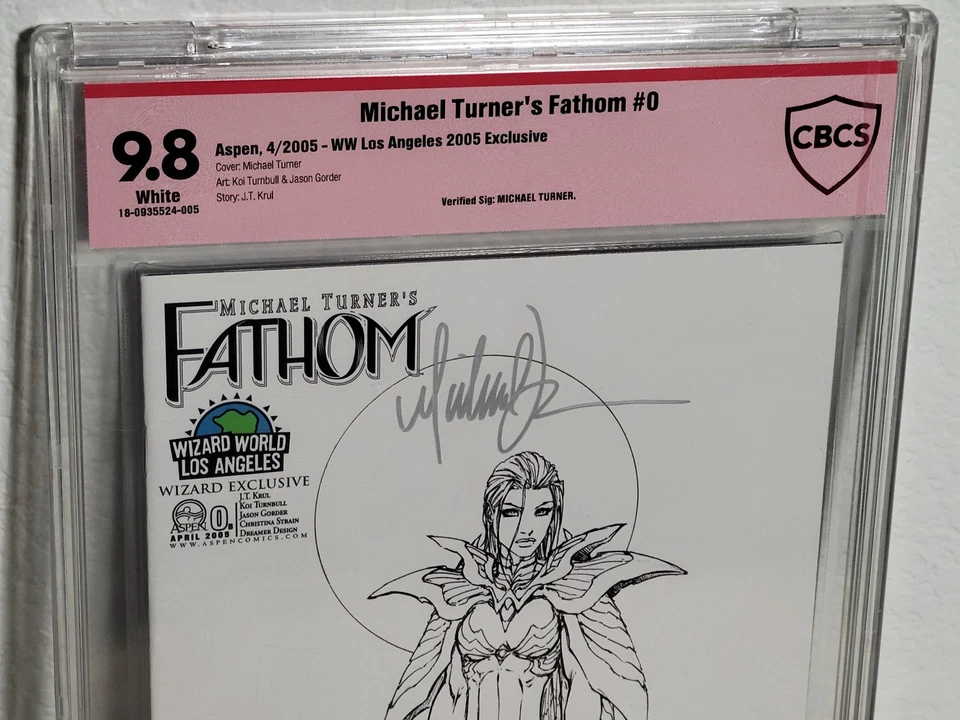 Michael Turner's Fathom #0
9.8
White
18-0935524-005
Aspen, 4/2005 - WW Los Angeles 2005 Exclusive
Cover: Michael Turner
Art: Koi Turnbull & Jason Gorder
Story: J.T. Krul
Verified Sig: MICHAEL TURNER.
CBCS
MICHAEL TURNER'S
FATHOM
WIZARD WORLD
LOS ANGELES
WIZARD EXCLUSIVE
ASPEN
0B
J.T. KRUL
KOI TURNBULL
JASON GORDER
CHRISTINA STRAIN
DREAMER DESIGN
APRIL 2005
WWW.ASPENCOMICS.COM